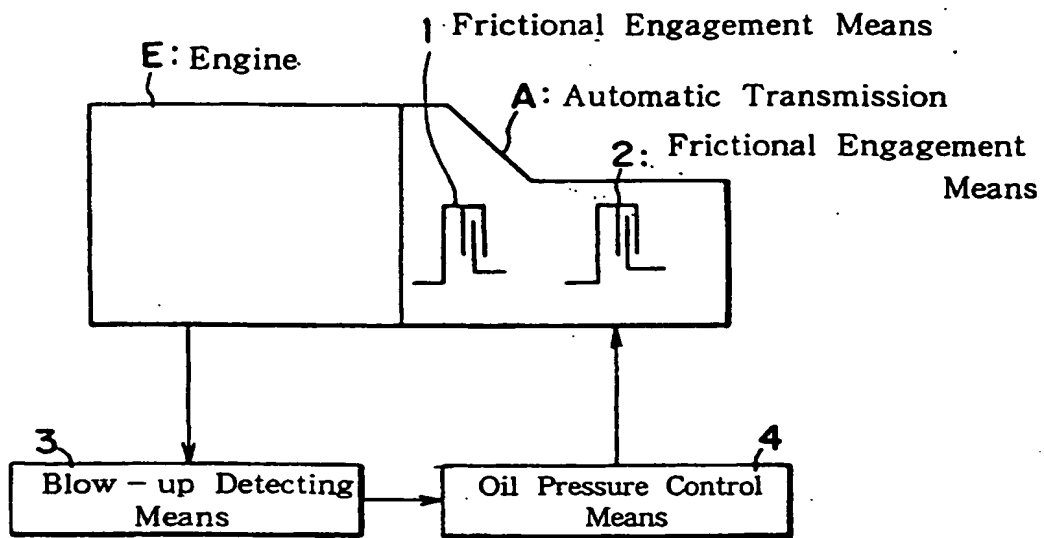 1 Frictional Engagement Means
E: Engine
A: Automatic Transmission
2: Frictional Engagement
Means
3
Blow-up Detecting
Means
4
Oil Pressure Control
Means